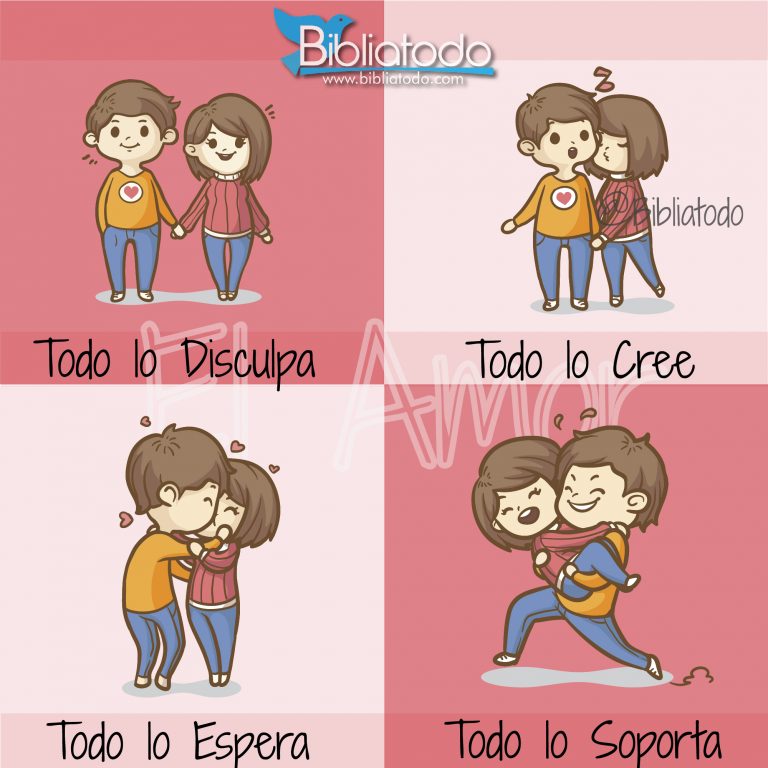 Bibliatodo
www.bibliatodo.com
@Bibliatodo
Todo lo Disculpa
Todo lo Cree
El Amor
Todo lo Espera
Todo lo Soporta